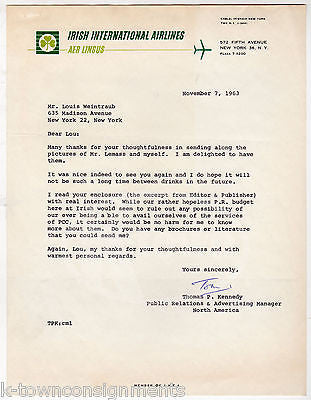 IRISH INTERNATIONAL AIRLINES
AER LINGUS
572 FIFTH AVENUE
NEW YORK 36, N.Y.
November 7, 1963
Mr. Louis Weintraub
635 Madison Avenue
New York 22, New York
Dear Lou:
Many thanks for your thoughtfulness in sending along the
pictures of Mr. Lemass and myself. I am delighted to have
them.
It was nice indeed to see you again and I do hope it will
not be such a long time between drinks in the future.
I read your enclosure (the excerpt from Editor & Publisher)
with real interest. While our rather hopeless P.R. budget
here at Irish would seem to rule out any possibility of
our ever being able to avail ourselves of the services
of PCC, it certainly would be no harm for me to know
more about them. Do you have any brochures or literature
that you could send me?
Again, Lou, my thanks for your thoughtfulness and with
warmest personal regards.
Yours sincerely,
Tom
Thomas P. Kennedy
Public Relations & Advertising Manager
North America
TPK;cml
MEMBER OF I.A.T.A.
k-townconsignments